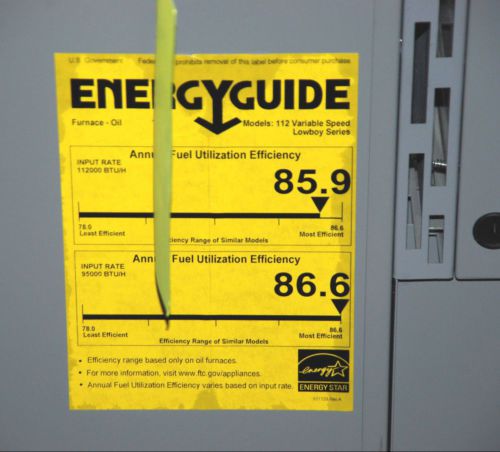 U.S. Government Federal prohibits removal of this label before consumer purchase.
ENERGYGUIDE
Furnace - Oil
Models: 112 Variable Speed
Lowboy Series
Annual Fuel Utilization Efficiency
INPUT RATE
112000 BTU/H
85.9
78.0
Least Efficient
86.6
Most Efficient
Efficiency Range of Similar Models
Annual Fuel Utilization Efficiency
INPUT RATE
95000 BTU/H
86.6
78.0
Least Efficient
86.6
Most Efficient
Efficiency Range of Similar Models
• Efficiency range based only on oil furnaces.
• For more information, visit www.ftc.gov/appliances.
• Annual Fuel Utilization Efficiency varies based on input rate.
energy
ENERGY STAR